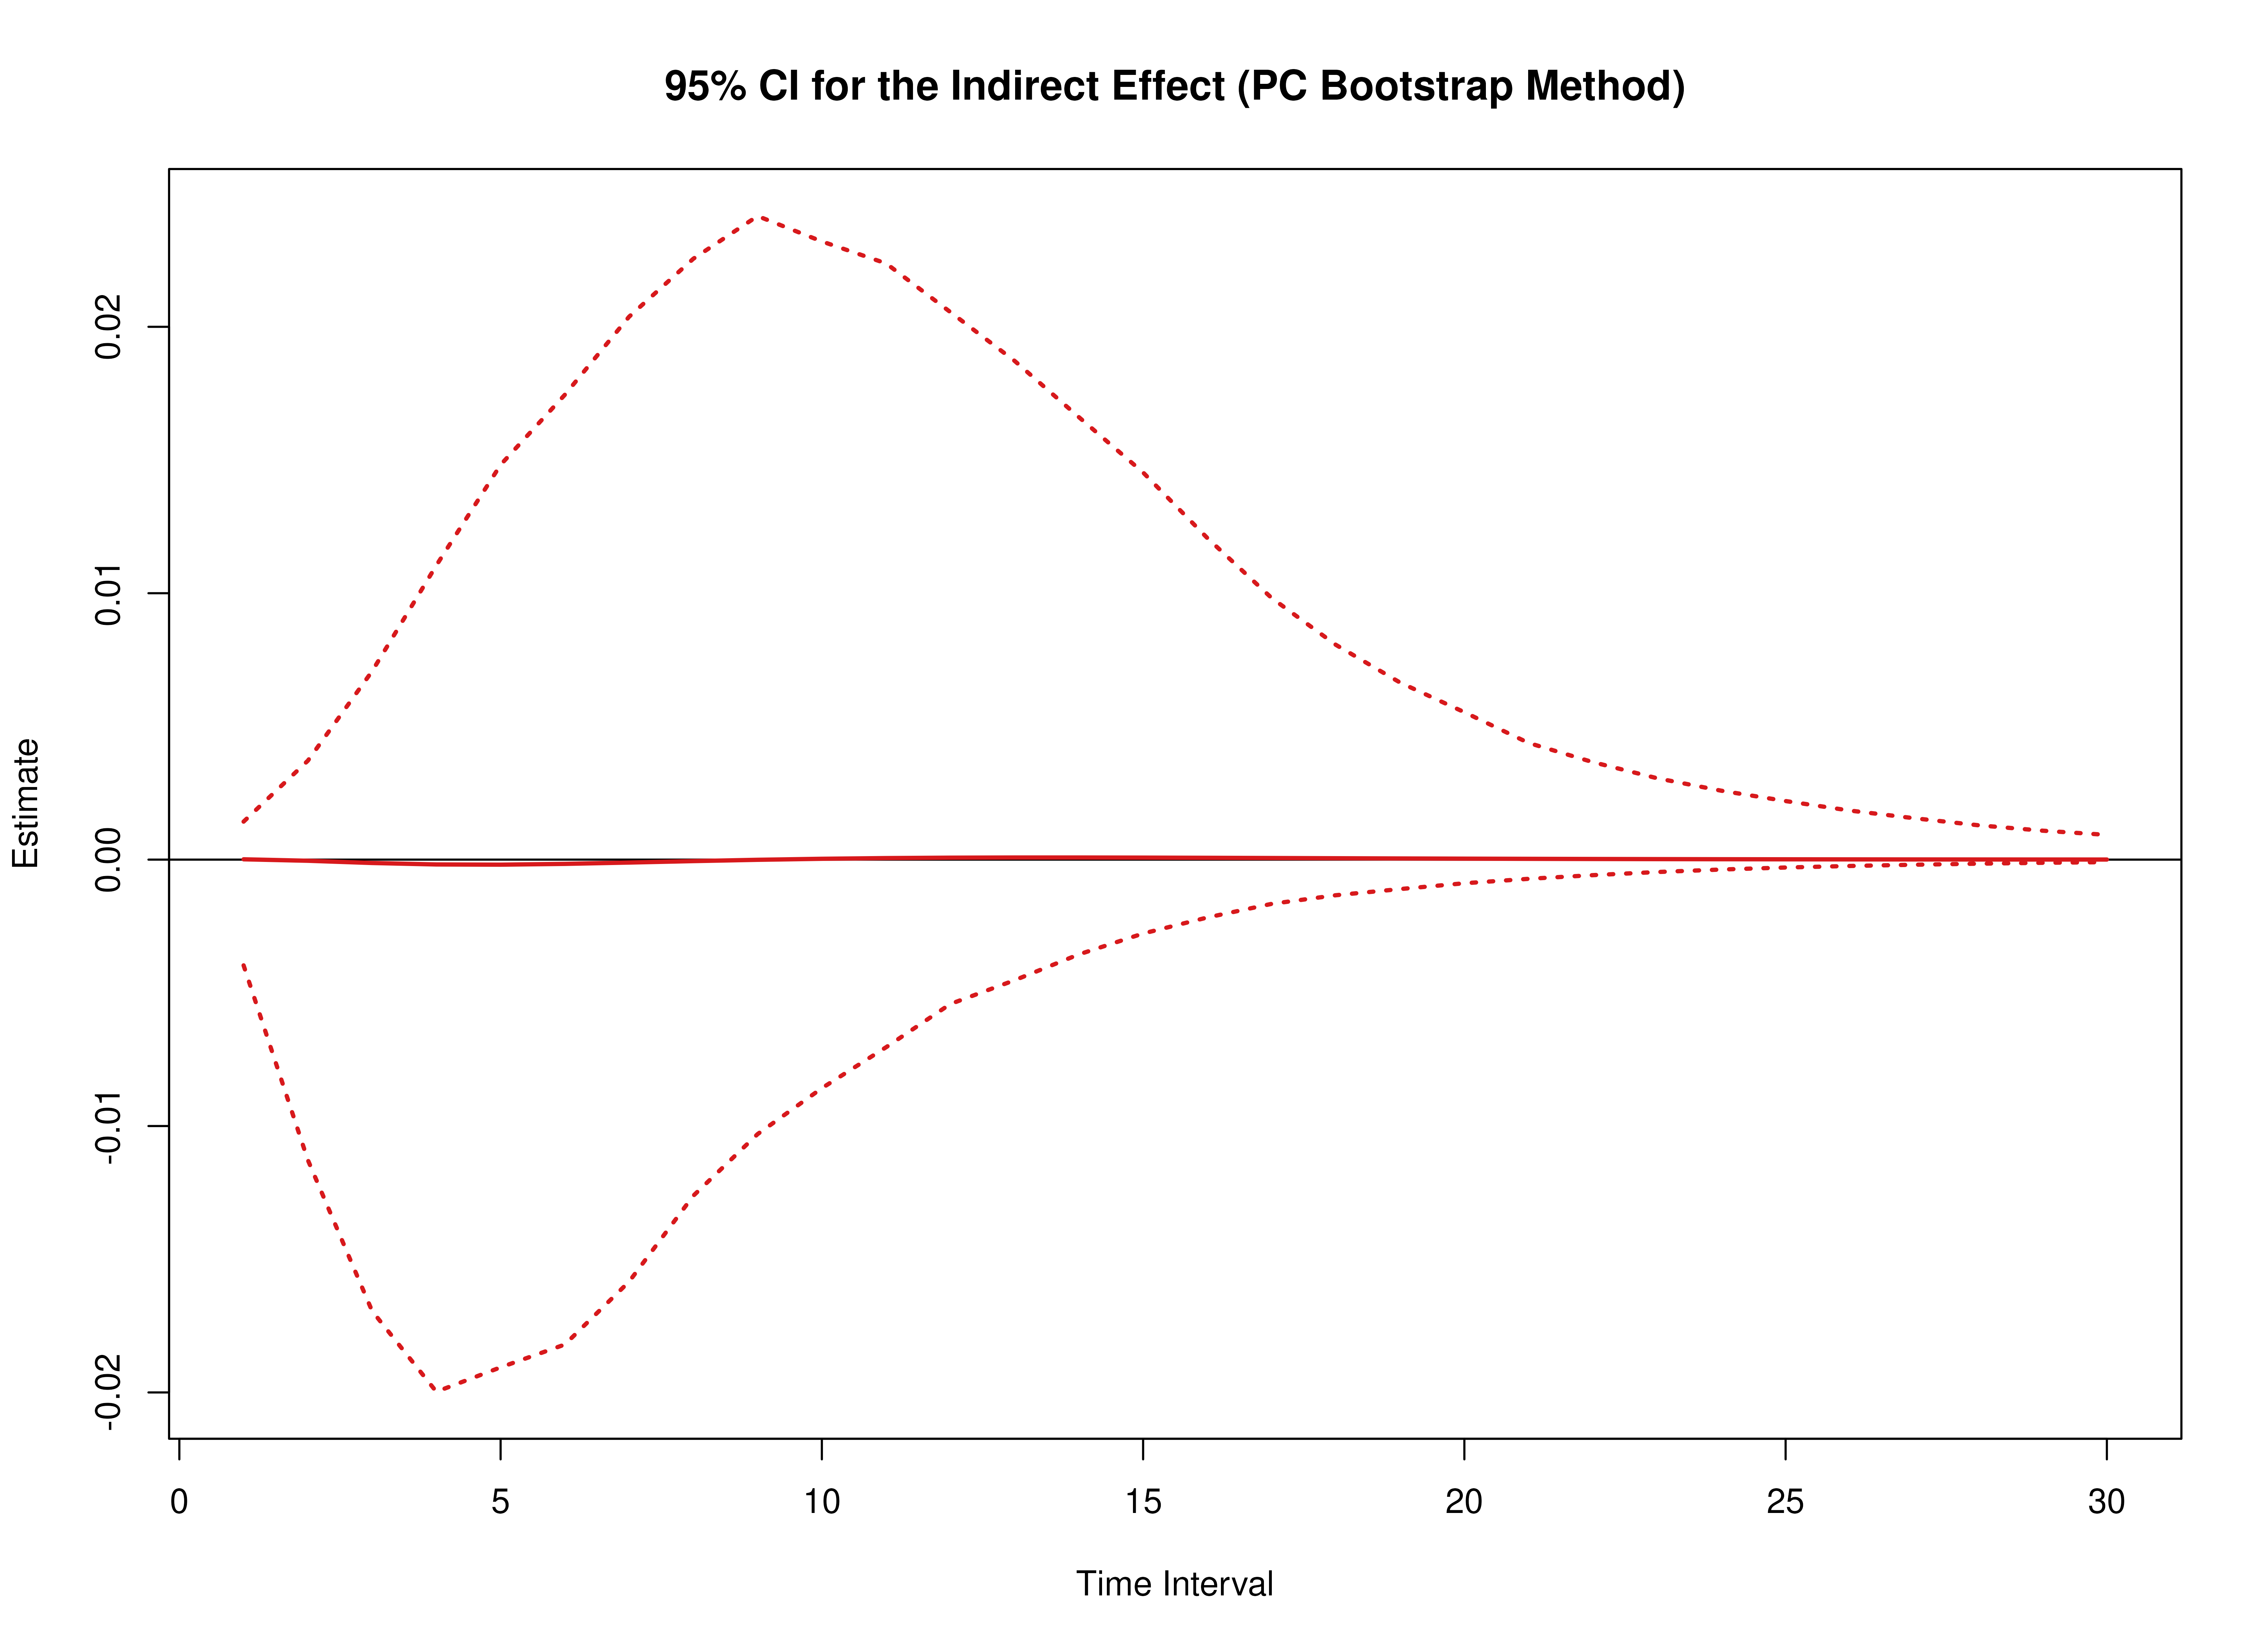 95% CI for the Indirect Effect (PC Bootstrap Method)
Estimate
0.02
0.01
0.00
-0.01
-0.02
0 5 10 15 20 25 30
Time Interval